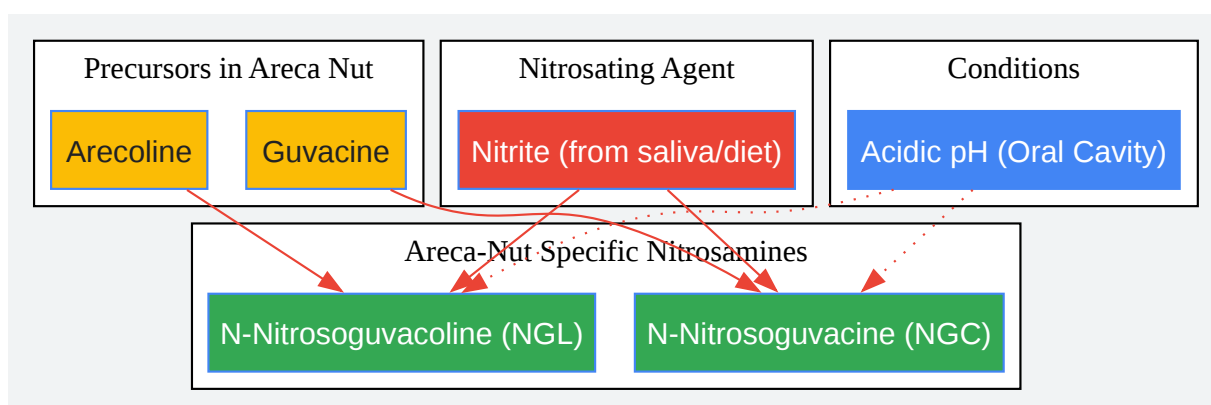 Precursors in Areca Nut
Arecoline
Guvacine
Nitrosating Agent
Nitrite (from saliva/diet)
Conditions
Acidic pH (Oral Cavity)
Areca-Nut Specific Nitrosamines
N-Nitrosoguvacoline (NGL)
N-Nitrosoguvacine (NGC)